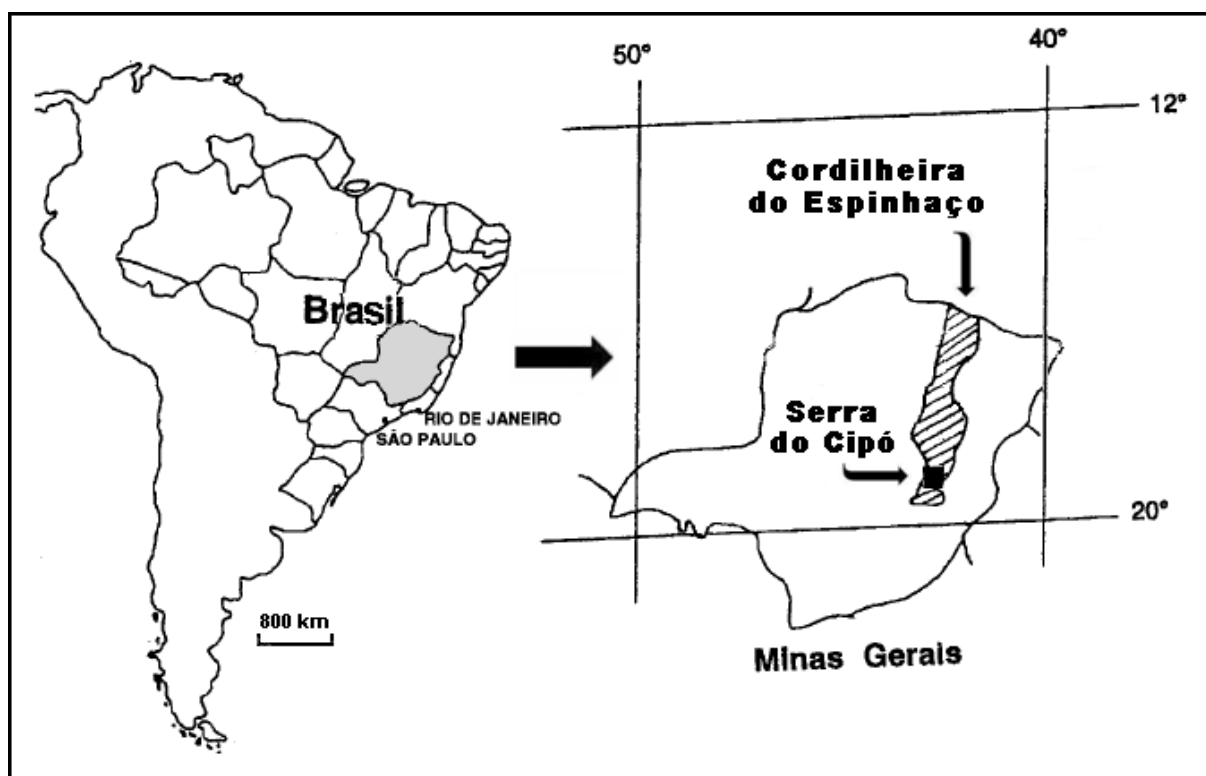 Brasil
RIO DE JANEIRO
SÃO PAULO
800 km
50°
40°
12°
Cordilheira
do Espinhaço
Serra
do Cipó
20°
Minas Gerais